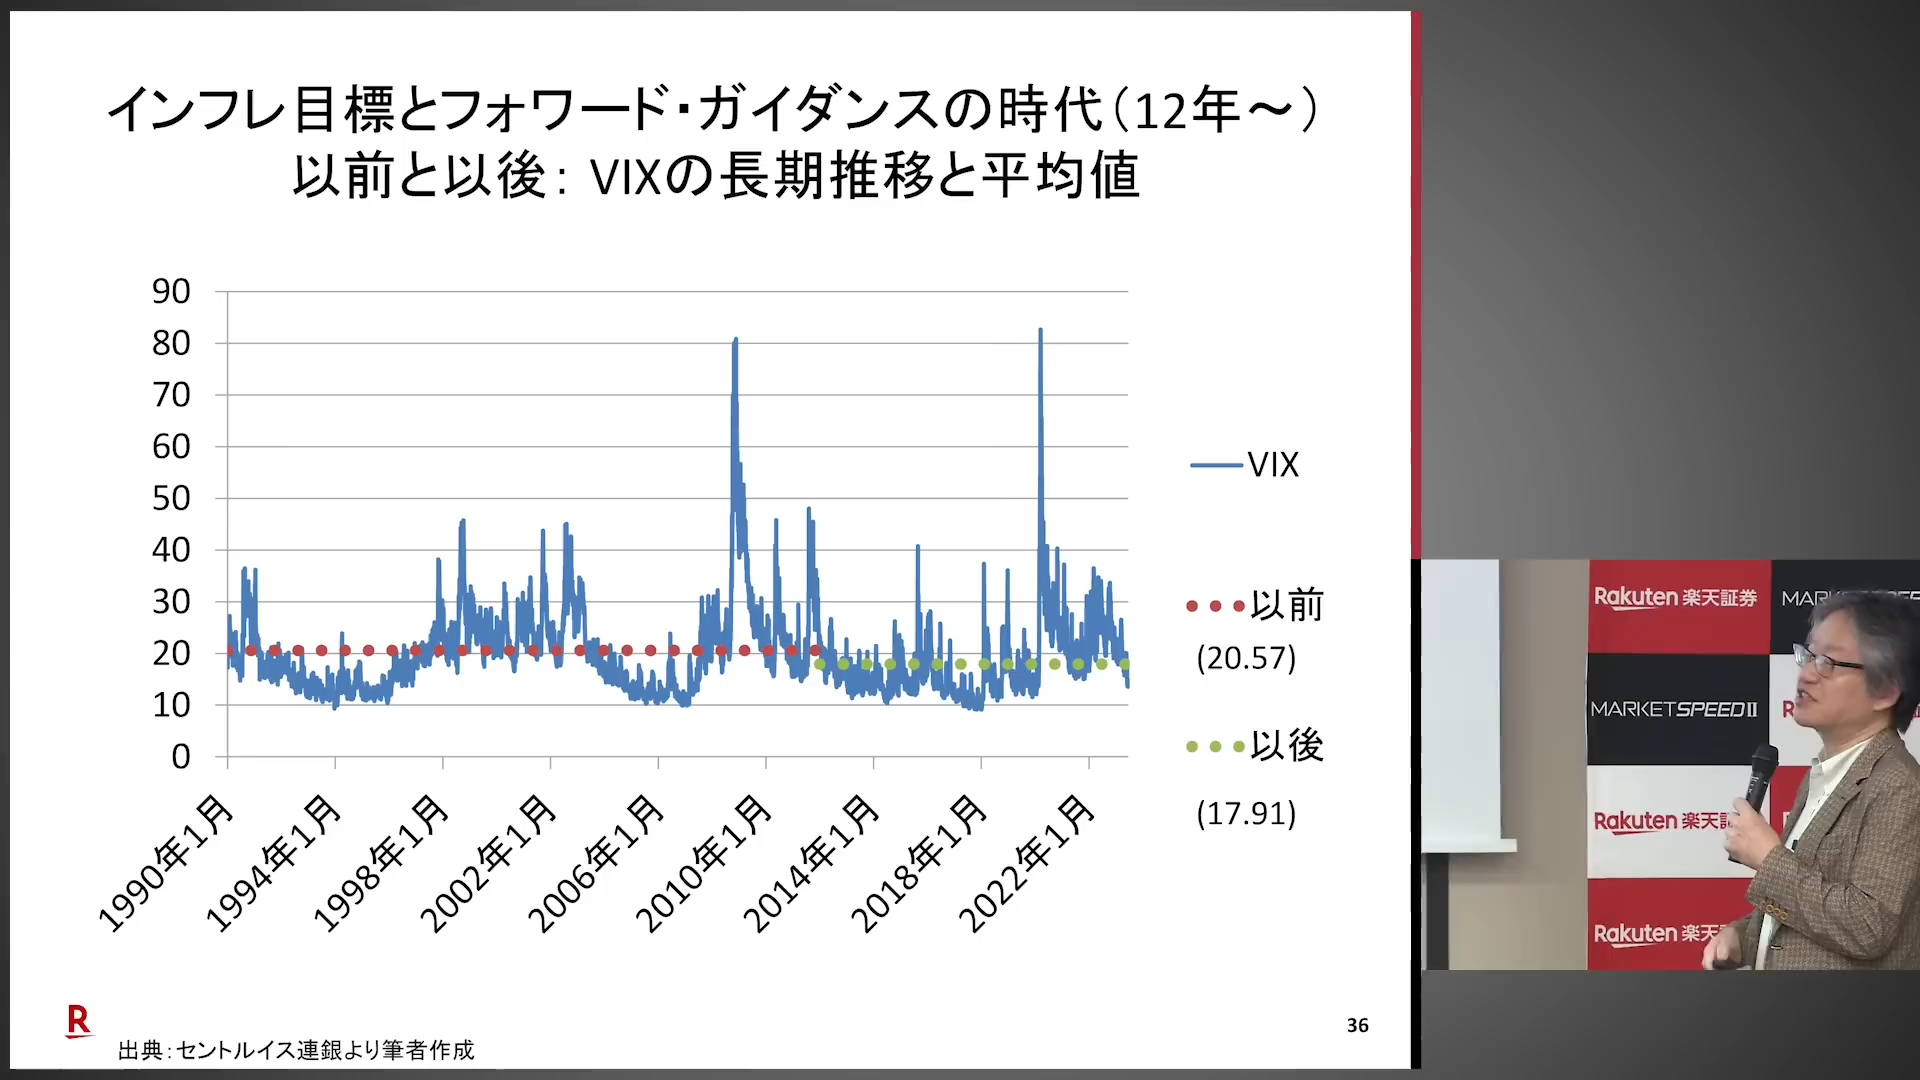 インフレ目標とフォワード・ガイダンスの時代（12年～）
以前と以後： VIXの長期推移と平均値
90
80
70
60
50
40
30
20
10
0
1990年1月
1994年1月
1998年1月
2002年1月
2006年1月
2010年1月
2014年1月
2018年1月
2022年1月
VIX
以前
(20.57)
以後
(17.91)
R
出典：セントルイス連銀より筆者作成
36
Rakuten 楽天証券
MARKETSPEEDⅡ
Rakuten 楽天
Rakuten 楽天